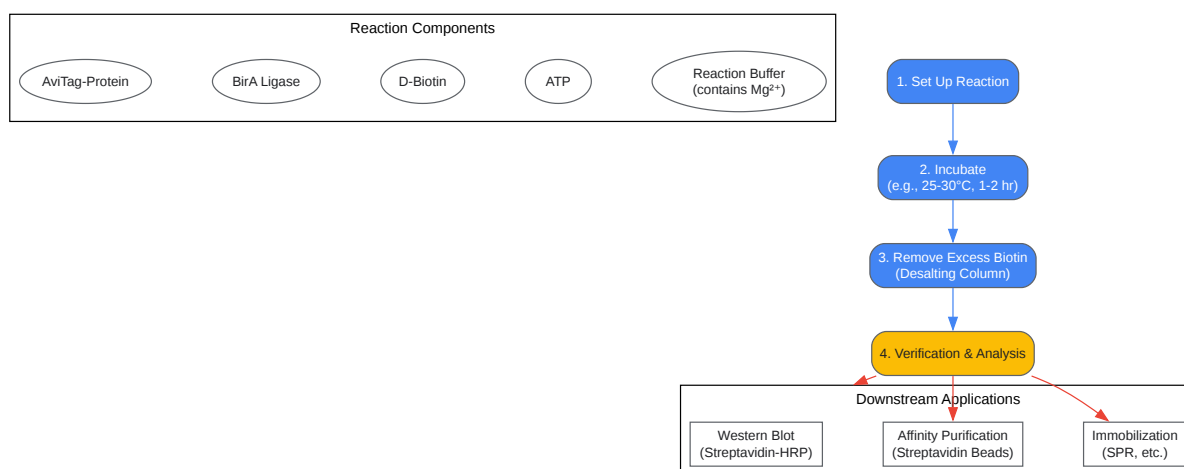 Reaction Components
AviTag-Protein
BirA Ligase
D-Biotin
ATP
Reaction Buffer
(contains Mg²⁺)
1. Set Up Reaction
2. Incubate
(e.g., 25-30°C, 1-2 hr)
3. Remove Excess Biotin
(Desalting Column)
4. Verification & Analysis
Downstream Applications
Western Blot
(Streptavidin-HRP)
Affinity Purification
(Streptavidin Beads)
Immobilization
(SPR, etc.)